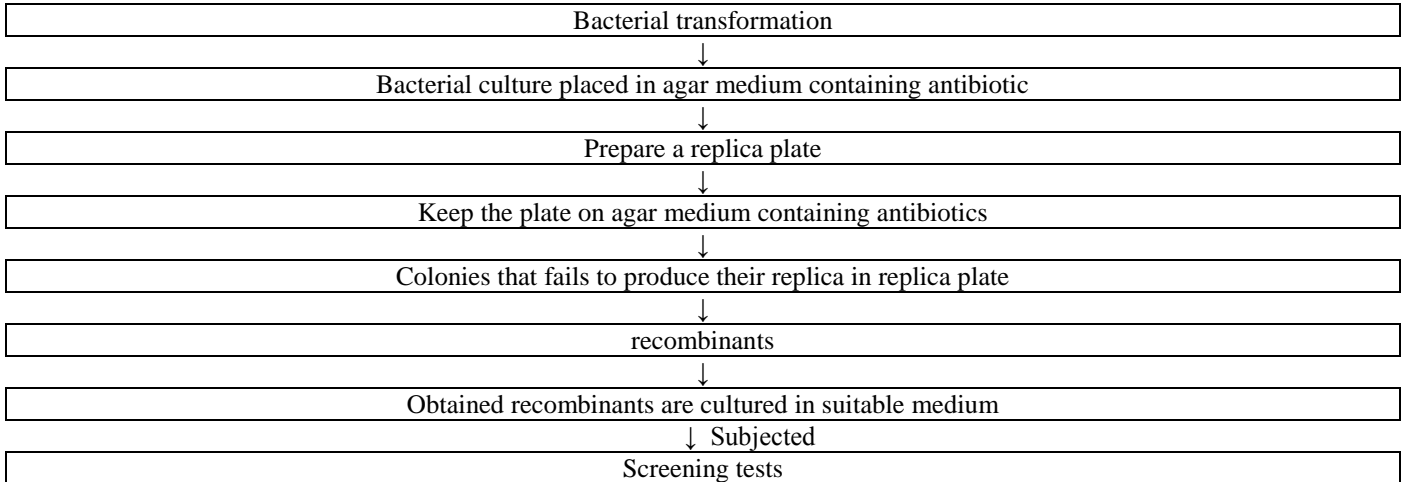 Bacterial transformation
↓
Bacterial culture placed in agar medium containing antibiotic
↓
Prepare a replica plate
↓
Keep the plate on agar medium containing antibiotics
↓
Colonies that fails to produce their replica in replica plate
↓
recombinants
↓
Obtained recombinants are cultured in suitable medium
↓ Subjected
Screening tests